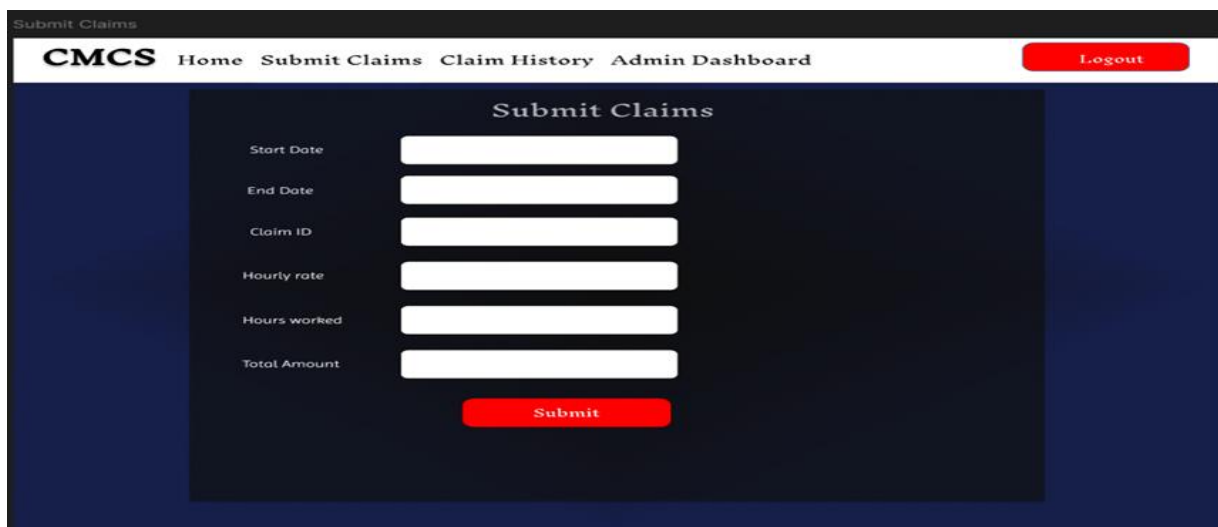 Submit Claims
CMCS Home Submit Claims Claim History Admin Dashboard Logout
Submit Claims
Start Date
End Date
Claim ID
Hourly rate
Hours worked
Total Amount
Submit